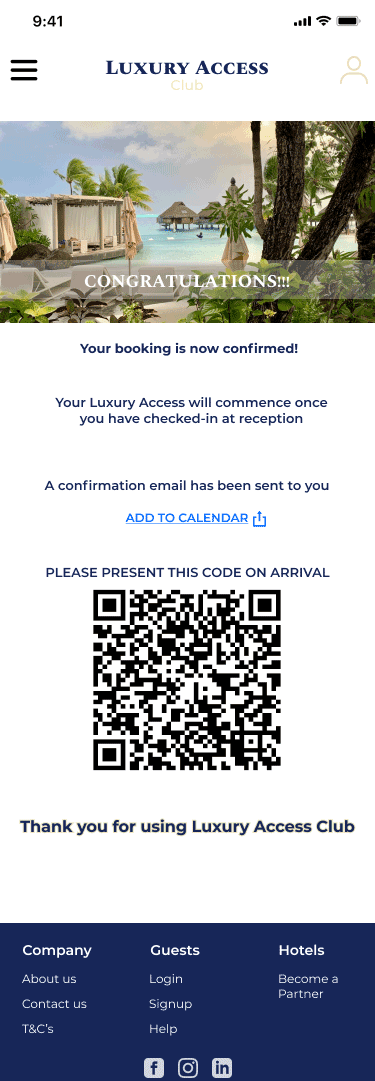 9:41
LUXURY ACCESS
Club
CONGRATULATIONS!!!
Your booking is now confirmed!
Your Luxury Access will commence once
you have checked-in at reception
A confirmation email has been sent to you
ADD TO CALENDAR
PLEASE PRESENT THIS CODE ON ARRIVAL
Thank you for using Luxury Access Club
Company
Guests
Hotels
About us
Login
Become a
Partner
Contact us
Signup
T&C's
Help